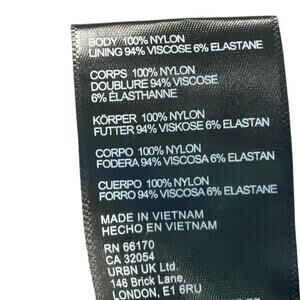 BODY 100% NYLON
LINING 94% VISCOSE 6% ELASTANE
CORPS 100% NYLON
DOUBLURE 94% VISCOSE
6% ÉLASTHANNE
KÖRPER 100% NYLON
FUTTER 94% VISKOSE 6% ELASTAN
CORPO 100% NYLON
FODERA 94% VISCOSA 6% ELASTAN
CUERPO 100% NYLON
FORRO 94% VISCOSA 6% ELASTAN
MADE IN VIETNAM
HECHO EN VIETNAM
RN 66170
CA 32054
URBN UK Ltd.
146 Brick Lane,
LONDON, E1 6RU